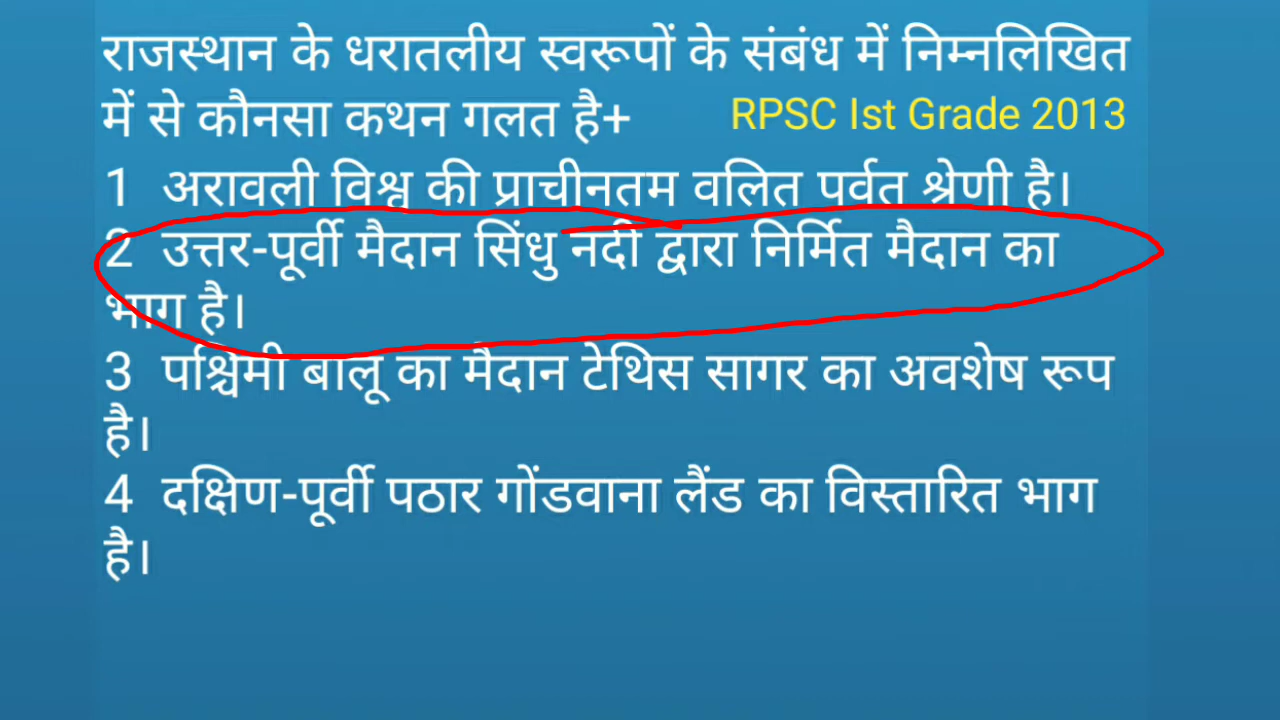 राजस्थान के धरातलीय स्वरूपों के संबंध में निम्नलिखित
में से कौनसा कथन गलत है+ RPSC Ist Grade 2013
1 अरावली विश्व की प्राचीनतम वलित पर्वत श्रेणी है।
2 उत्तर-पूर्वी मैदान सिंधु नदी द्वारा निर्मित मैदान का
भाग है।
3 पश्चिमी बालू का मैदान टेथिस सागर का अवशेष रूप
है।
4 दक्षिण-पूर्वी पठार गोंडवाना लैंड का विस्तारित भाग
है।